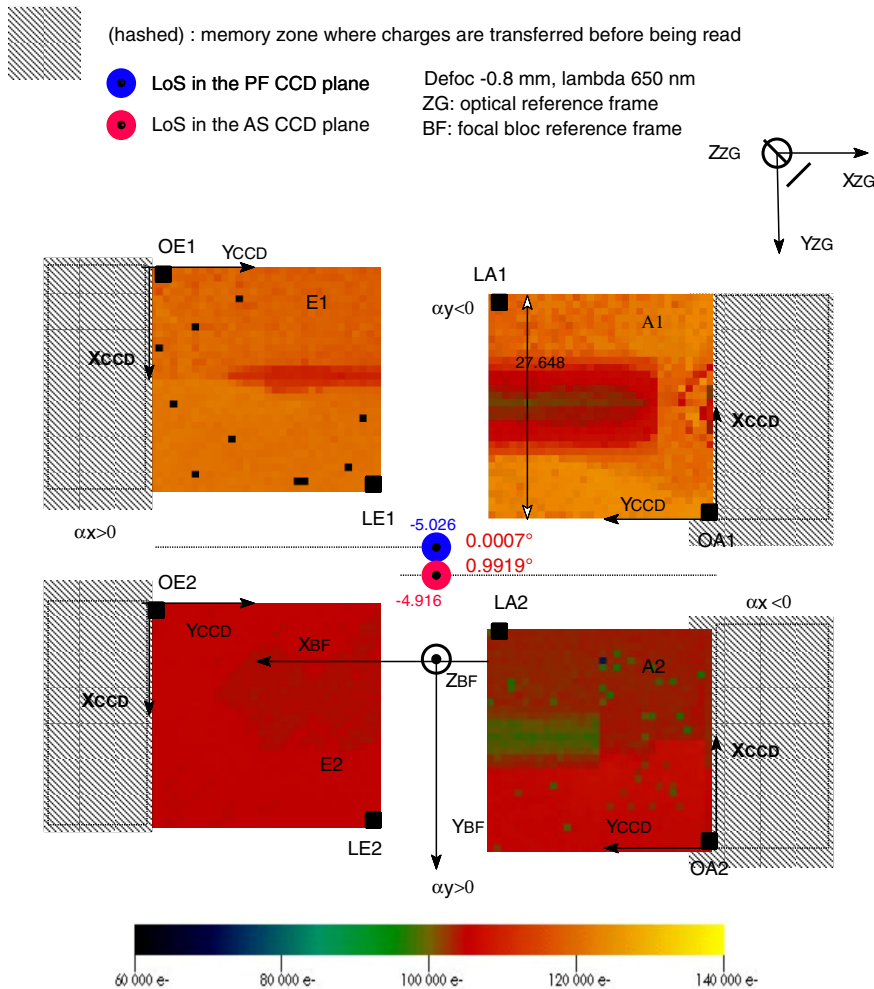 (hashed) : memory zone where charges are transferred before being read
LoS in the PF CCD plane
Defoc -0.8 mm, lambda 650 nm
ZG: optical reference frame
LoS in the AS CCD plane
BF: focal bloc reference frame
ZZG
XZG
YZG
OE1
YCCD
LA1
E1
αy<0
A1
XCCD
27.648
XCCD
YCCD
LE1
OA1
αx>0
-5.026
0.0007°
0.9919°
-4.916
OE2
LA2
αx <0
YCCD
XBF
ZBF
A2
XCCD
XCCD
E2
YBF
YCCD
LE2
OA2
αy>0
60 000 e-
80 000 e-
100 000 e-
120 000 e-
140 000 e-